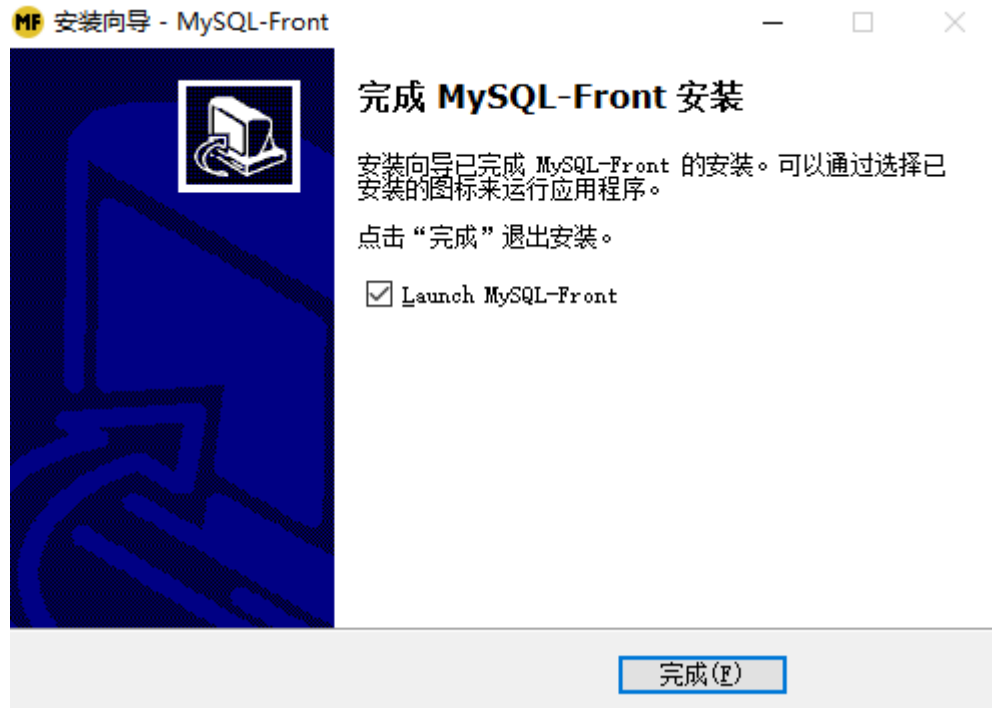 MF 安装向导 - MySQL-Front
完成 MySQL-Front 安装
安装向导已完成 MySQL-Front 的安装。可以通过选择已
安装的图标来运行应用程序。
点击“完成”退出安装。
Launch MySQL-Front
完成(F)